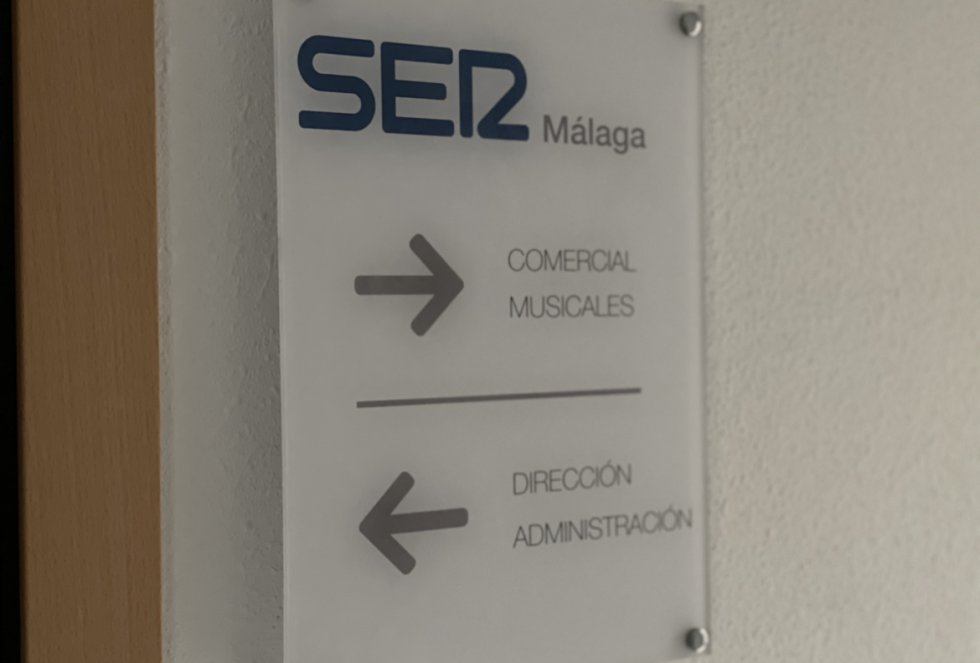 SER Málaga
COMERCIAL
MUSICALES
DIRECCIÓN
ADMINISTRACIÓN